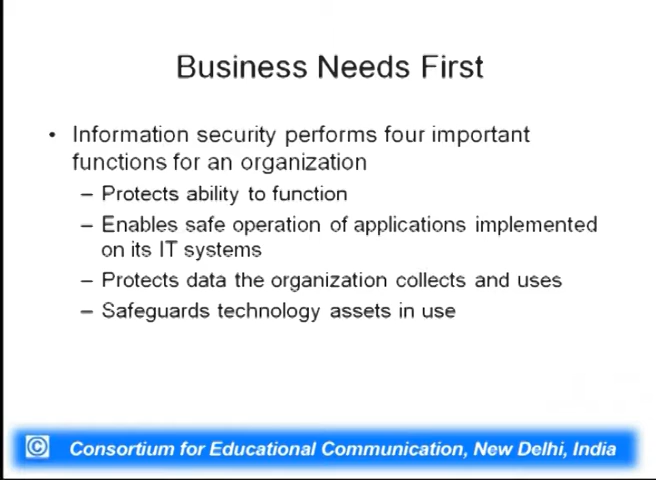 Business Needs First
• Information security performs four important
functions for an organization
– Protects ability to function
– Enables safe operation of applications implemented
on its IT systems
– Protects data the organization collects and uses
– Safeguards technology assets in use
© Consortium for Educational Communication, New Delhi, India